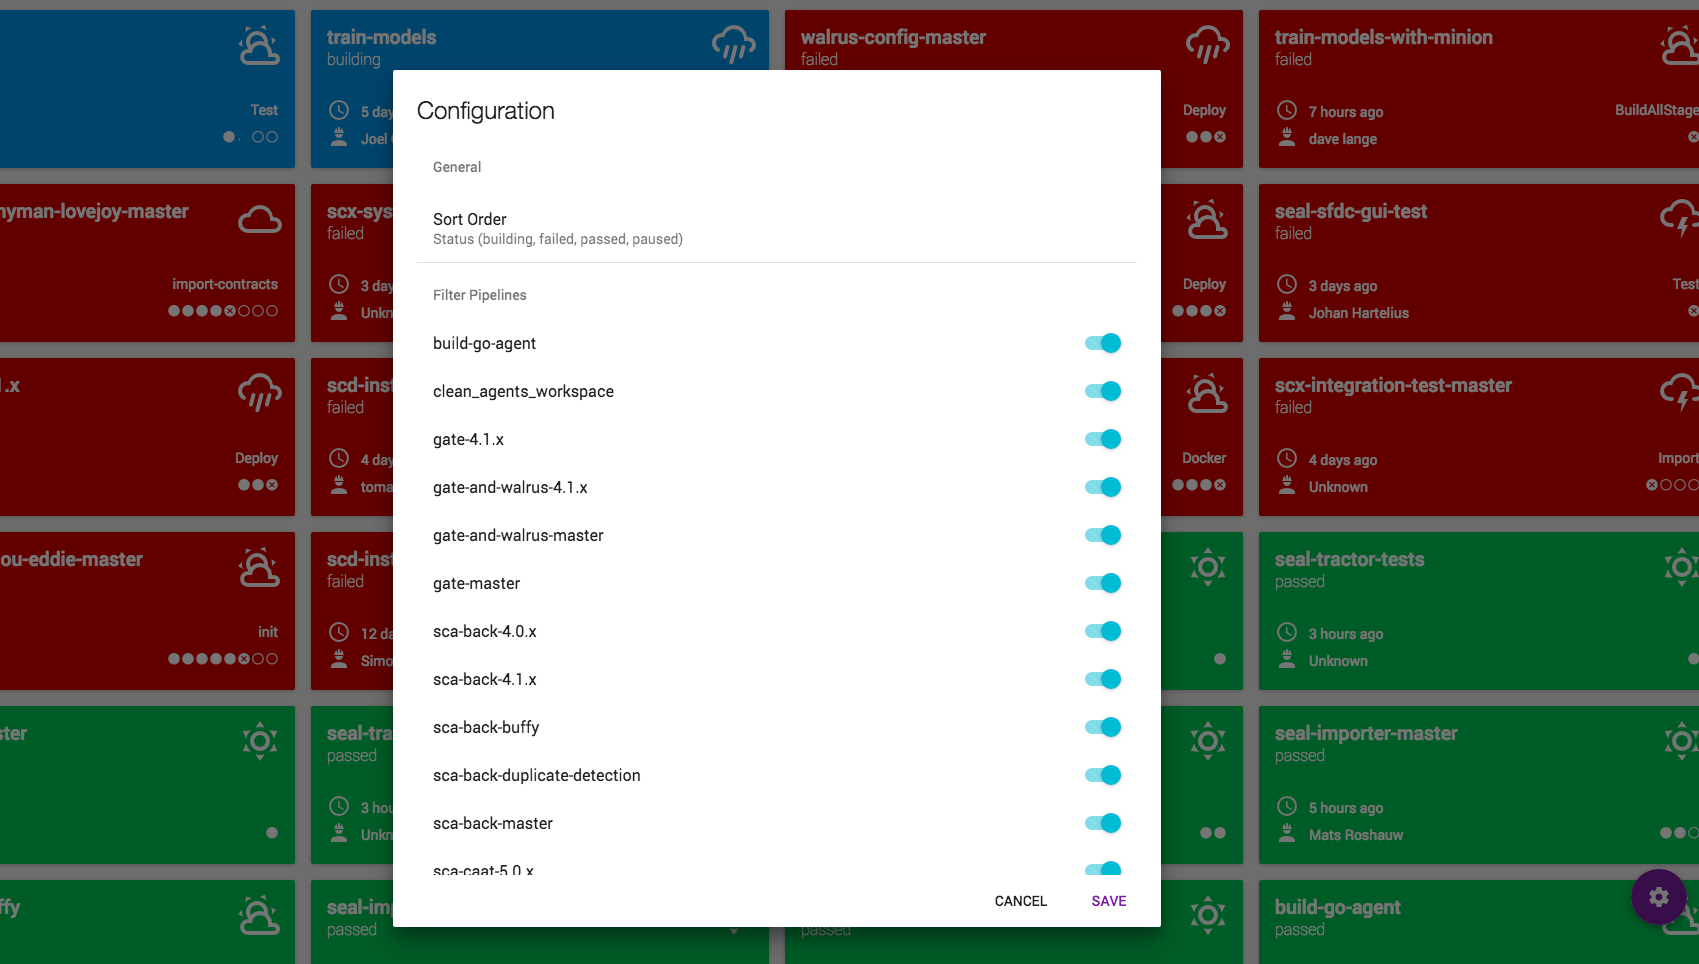 train-models
building
walrus-config-master
failed
train-models-with-minion
failed
Test
5
Joel
Deploy
7 hours ago
dave lange
BuildAllStage
Configuration
General
Sort Order
Status (building, failed, passed, paused)
Filter Pipelines
build-go-agent
clean_agents_workspace
gate-4.1.x
gate-and-walrus-4.1.x
gate-and-walrus-master
gate-master
sca-back-4.0.x
sca-back-4.1.x
sca-back-buffy
sca-back-duplicate-detection
sca-back-master
sca-caat-5.0.x
CANCEL
SAVE
nyman-lovejoy-master
import-contracts
scx-sys
failed
3 day
Unkn
Deploy
seal-sfdc-gui-test
failed
3 days ago
Johan Hartelius
Test
.x
Deploy
scd-inst
failed
4 day
toma
Docker
scx-integration-test-master
failed
4 days ago
Unknown
Import
ou-eddie-master
init
scd-inst
failed
12 da
Simo
seal-tractor-tests
passed
3 hours ago
Unknown
ster
seal-tra
passed
3 hou
Unkn
seal-importer-master
passed
5 hours ago
Mats Roshauw
ffy
seal-im
passed
passed
build-go-agent
passed